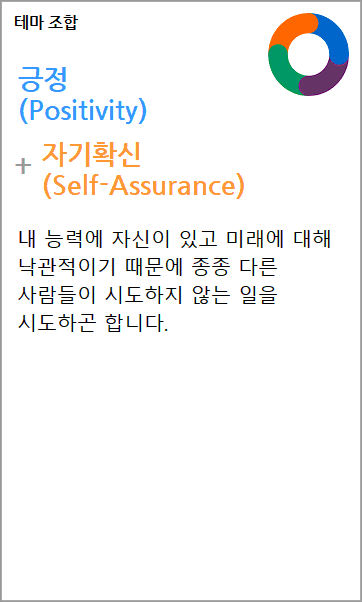 테마 조합
긍정
(Positivity)
+ 자기확신
(Self-Assurance)
내 능력에 자신이 있고 미래에 대해
낙관적이기 때문에 종종 다른
사람들이 시도하지 않는 일을
시도하곤 합니다.